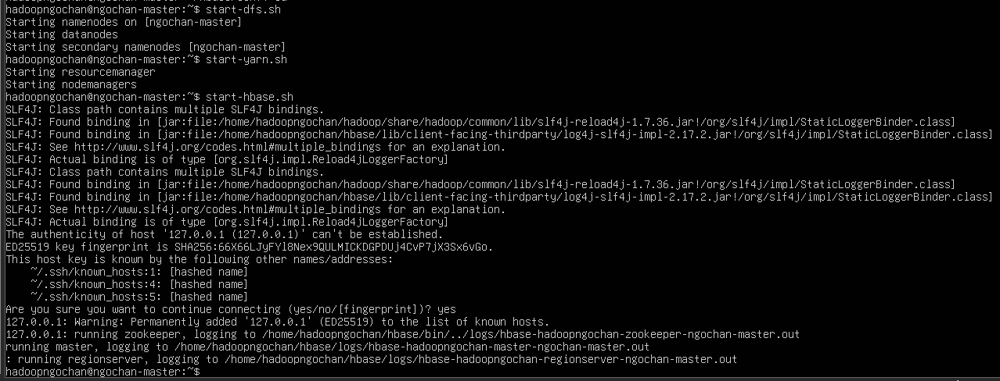 hadoopngochan@ngochan-master:~$ start-dfs.sh
Starting namenodes on [ngochan-master]
Starting datanodes
Starting secondary namenodes [ngochan-master]
hadoopngochan@ngochan-master:~$ start-yarn.sh
Starting resourcemanager
Starting nodemanagers
hadoopngochan@ngochan-master:~$ start-hbase.sh
SLF4J: Class path contains multiple SLF4J bindings.
SLF4J: Found binding in [jar:file:/home/hadoopngochan/hadoop/share/hadoop/common/lib/slf4j-reload4j-1.7.36.jar!/org/slf4j/impl/StaticLoggerBinder.class]
SLF4J: Found binding in [jar:file:/home/hadoopngochan/hbase/lib/client-facing-thirdparty/log4j-slf4j-impl-2.17.2.jar!/org/slf4j/impl/StaticLoggerBinder.class]
SLF4J: See http://www.slf4j.org/codes.html#multiple_bindings for an explanation.
SLF4J: Actual binding is of type [org.slf4j.impl.Reload4jLoggerFactory]
SLF4J: Class path contains multiple SLF4J bindings.
SLF4J: Found binding in [jar:file:/home/hadoopngochan/hadoop/share/hadoop/common/lib/slf4j-reload4j-1.7.36.jar!/org/slf4j/impl/StaticLoggerBinder.class]
SLF4J: Found binding in [jar:file:/home/hadoopngochan/hbase/lib/client-facing-thirdparty/log4j-slf4j-impl-2.17.2.jar!/org/slf4j/impl/StaticLoggerBinder.class]
SLF4J: See http://www.slf4j.org/codes.html#multiple_bindings for an explanation.
SLF4J: Actual binding is of type [org.slf4j.impl.Reload4jLoggerFactory]
The authenticity of host '127.0.0.1 (127.0.0.1)' can't be established.
ED25519 key fingerprint is SHA256:66X66LJyFYl8Nex9QULMICKDGPDUj4CvP7jX3Sx6vGo.
This host key is known by the following other names/addresses:
    ~/.ssh/known_hosts:1: [hashed name]
    ~/.ssh/known_hosts:4: [hashed name]
    ~/.ssh/known_hosts:5: [hashed name]
Are you sure you want to continue connecting (yes/no/[fingerprint])? yes
127.0.0.1: Warning: Permanently added '127.0.0.1' (ED25519) to the list of known hosts.
127.0.0.1: running zookeeper, logging to /home/hadoopngochan/hbase/bin/../logs/hbase-hadoopngochan-zookeeper-ngochan-master.out
running master, logging to /home/hadoopngochan/hbase/logs/hbase-hadoopngochan-master-ngochan-master.out
: running regionserver, logging to /home/hadoopngochan/hbase/logs/hbase-hadoopngochan-regionserver-ngochan-master.out
hadoopngochan@ngochan-master:~$